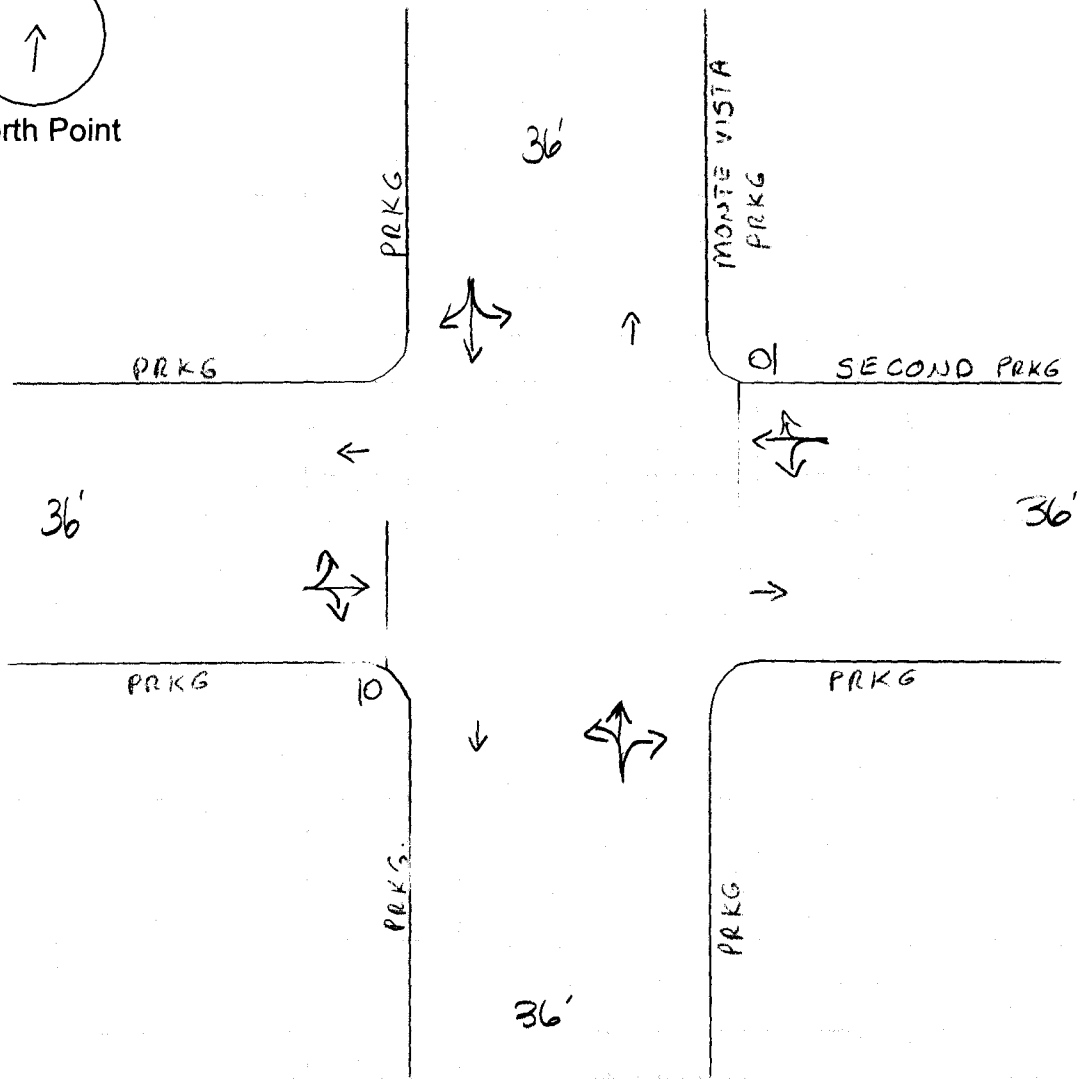 rth Point
36'
PRKG
MONTE VISTA
PRKG
PRKG
01
SECOND PRKG
36'
36'
PRKG
10
PRKG
PRKG.
PRKG
36'